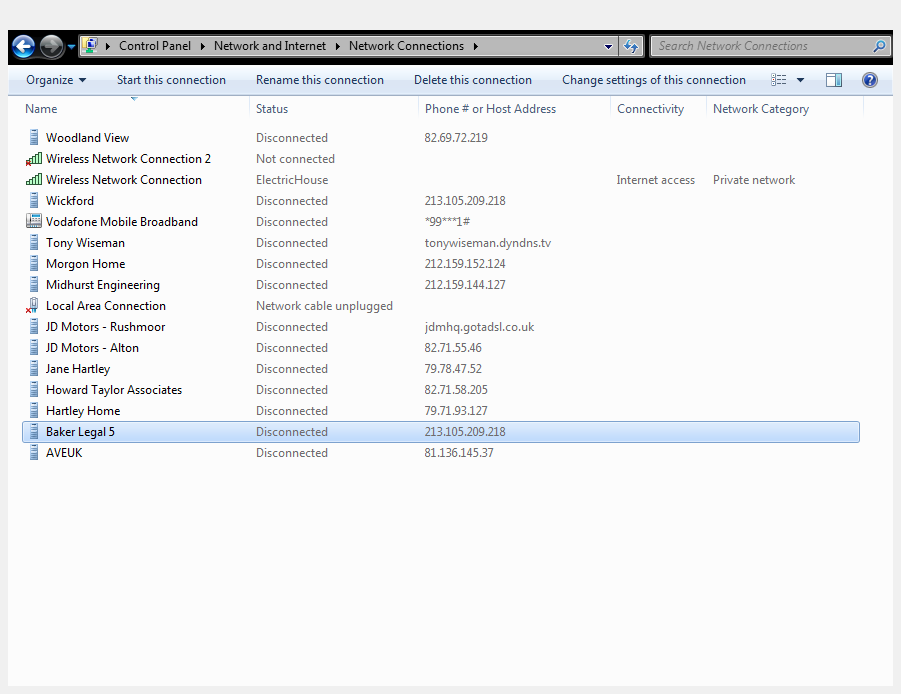 Control Panel Network and Internet Network Connections Search Network Connections
Organize Start this connection Rename this connection Delete this connection Change settings of this connection
Name Status Phone # or Host Address Connectivity Network Category
Woodland View Disconnected 82.69.72.219
Wireless Network Connection 2 Not connected
Wireless Network Connection ElectricHouse Internet access Private network
Wickford Disconnected 213.105.209.218
Vodafone Mobile Broadband Disconnected *99***1#
Tony Wiseman Disconnected tonywiseman.dyndns.tv
Morgon Home Disconnected 212.159.152.124
Midhurst Engineering Disconnected 212.159.144.127
Local Area Connection Network cable unplugged
JD Motors - Rushmoor Disconnected jdmhq.gotadsl.co.uk
JD Motors - Alton Disconnected 82.71.55.46
Jane Hartley Disconnected 79.78.47.52
Howard Taylor Associates Disconnected 82.71.58.205
Hartley Home Disconnected 79.71.93.127
Baker Legal 5 Disconnected 213.105.209.218
AVEUK Disconnected 81.136.145.37